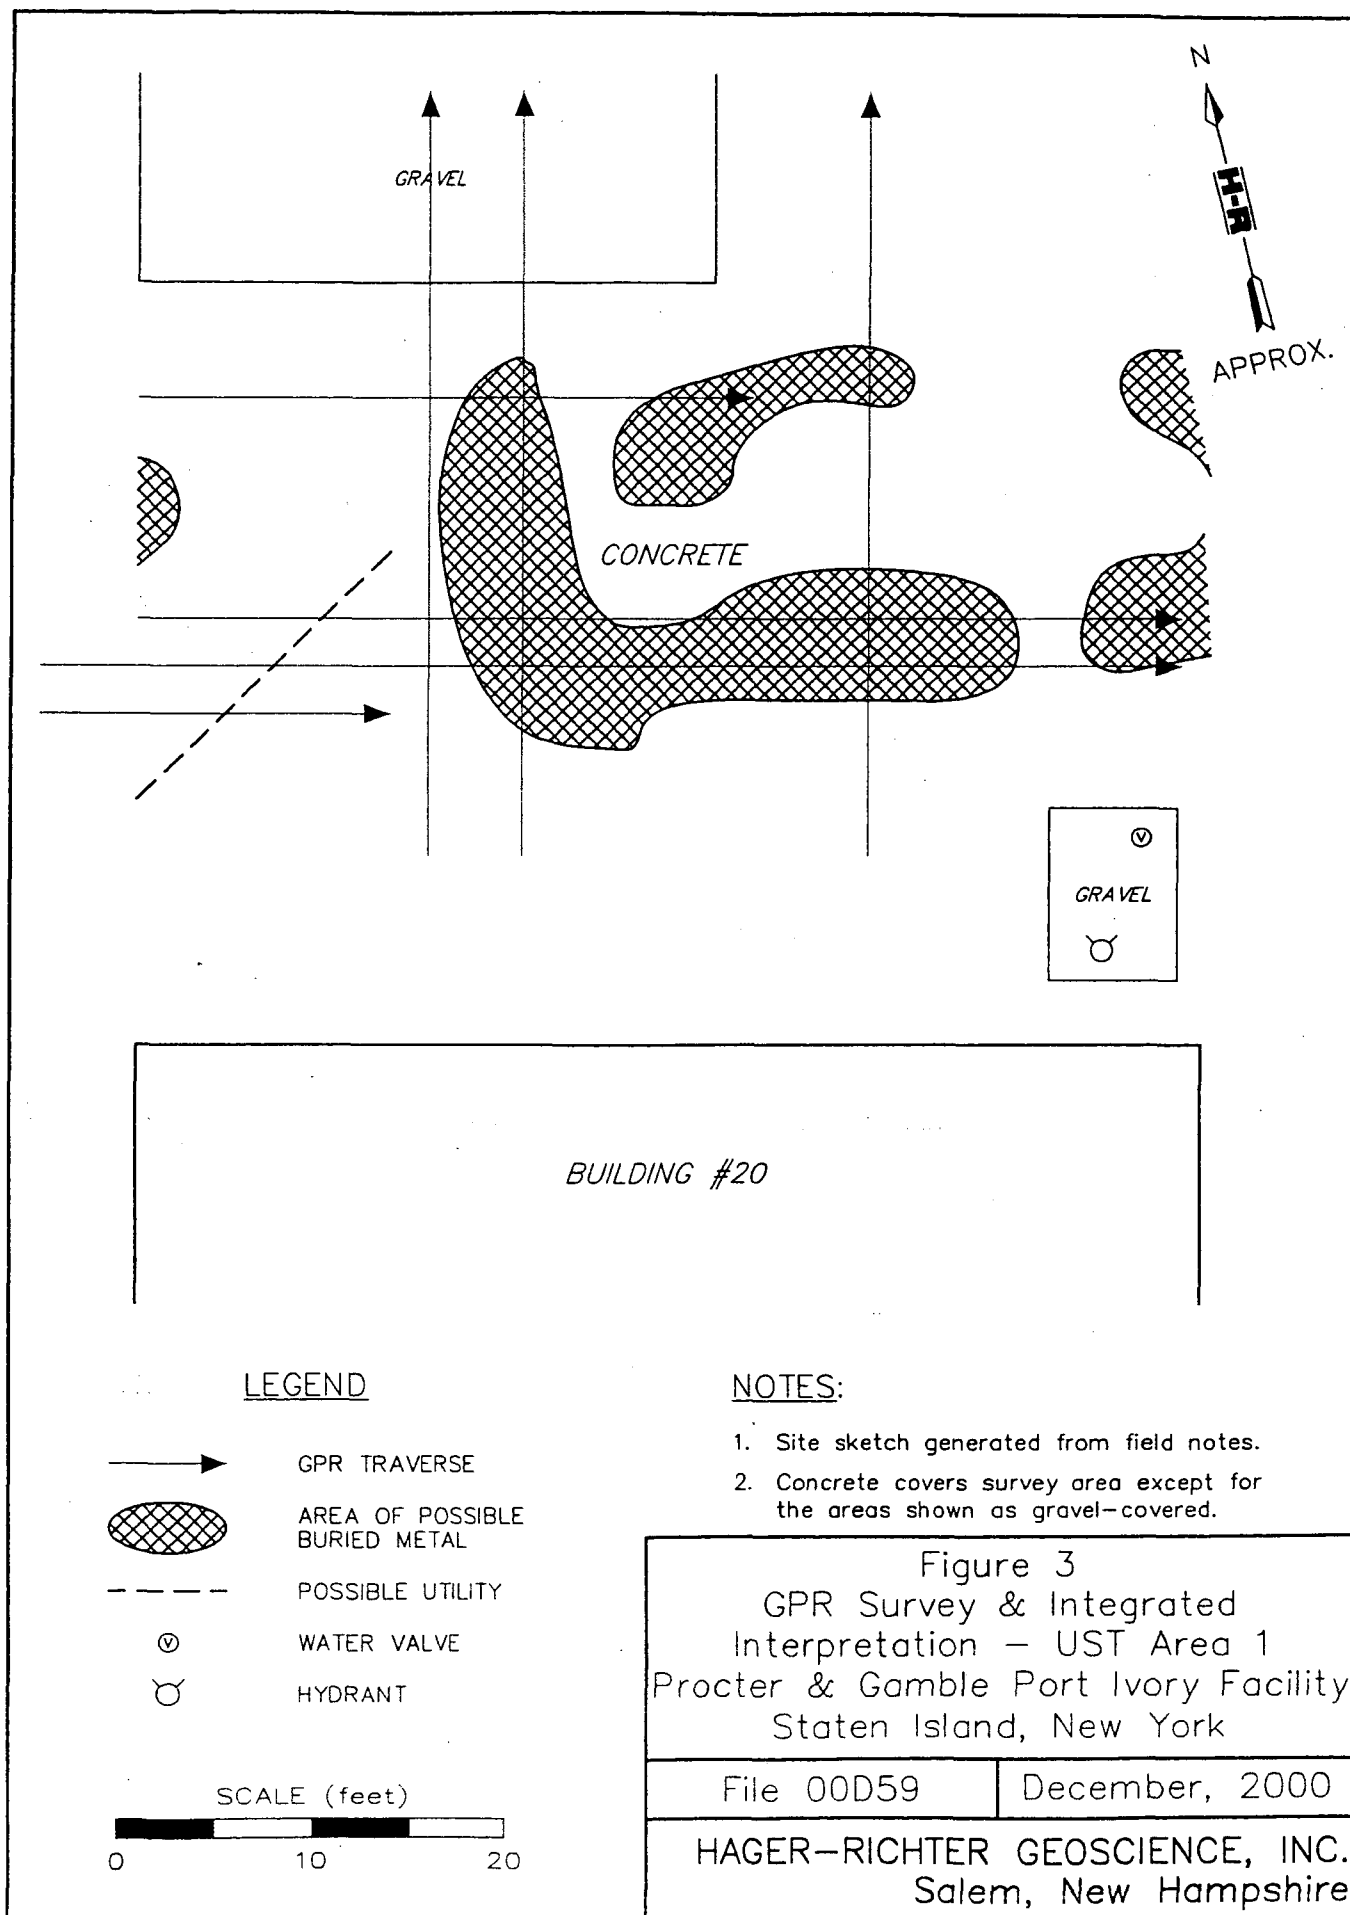 N
H-R
APPROX.
GRAVEL
CONCRETE
V
GRAVEL
BUILDING #20
LEGEND
GPR TRAVERSE
AREA OF POSSIBLE
BURIED METAL
POSSIBLE UTILITY
V
WATER VALVE
HYDRANT
SCALE (feet)
0 10 20
NOTES:
1. Site sketch generated from field notes.
2. Concrete covers survey area except for
the areas shown as gravel-covered.
Figure 3
GPR Survey & Integrated
Interpretation – UST Area 1
Procter & Gamble Port Ivory Facility
Staten Island, New York
File 00D59
December, 2000
HAGER-RICHTER GEOSCIENCE, INC.
Salem, New Hampshire